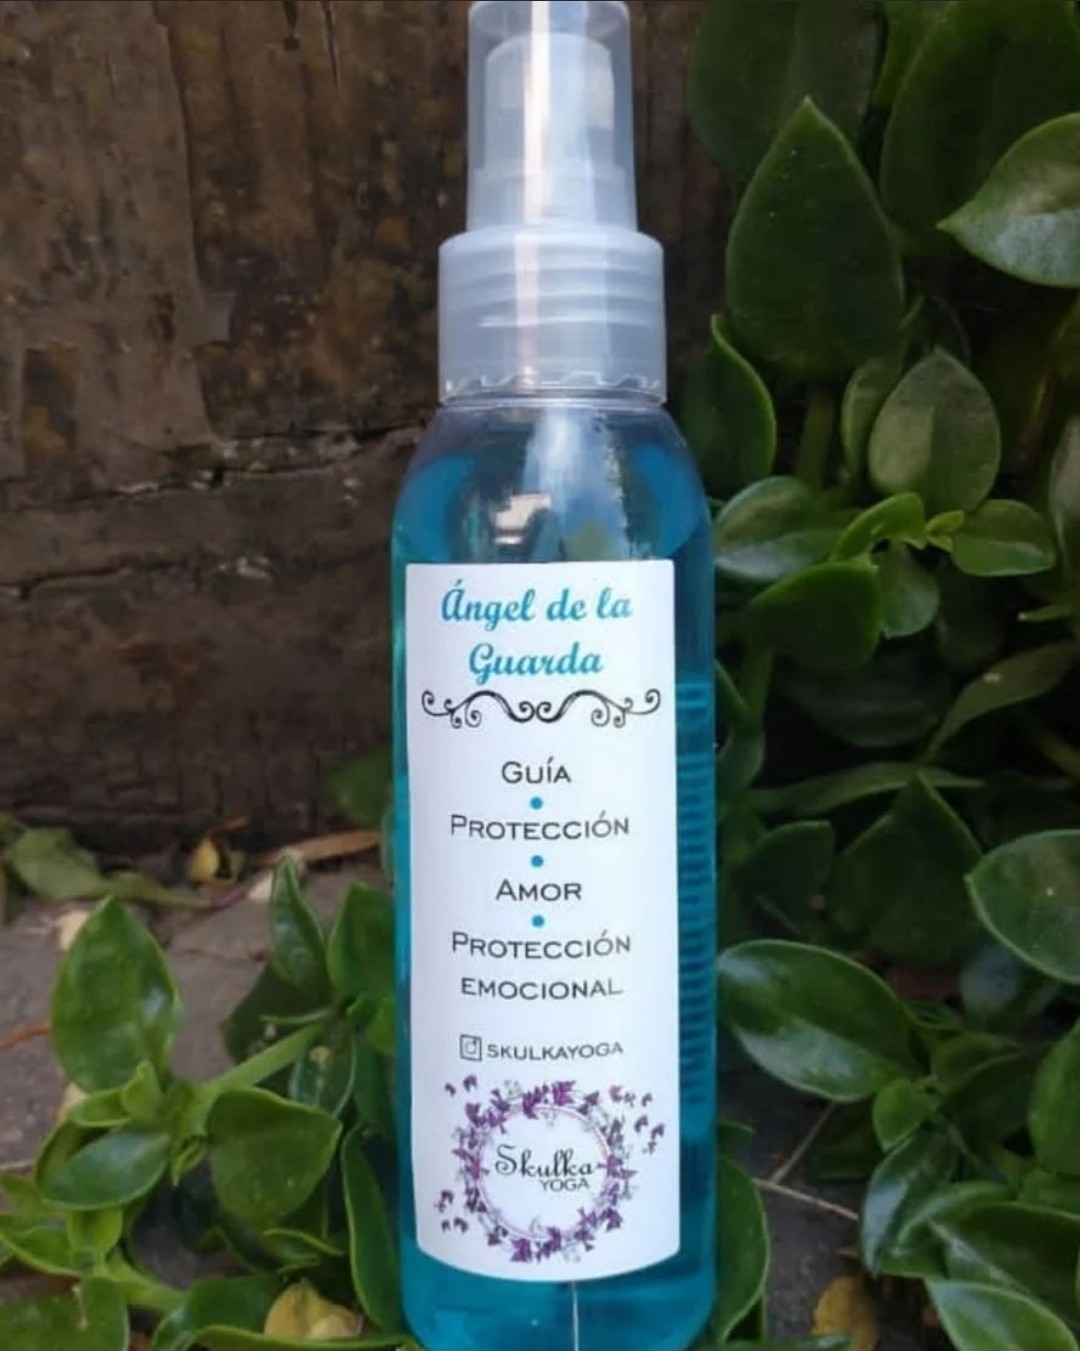 Ángel de la
Guarda
GUÍA
PROTECCIÓN
AMOR
PROTECCIÓN
EMOCIONAL
SKULKAYOGA
Skulka
YOGA